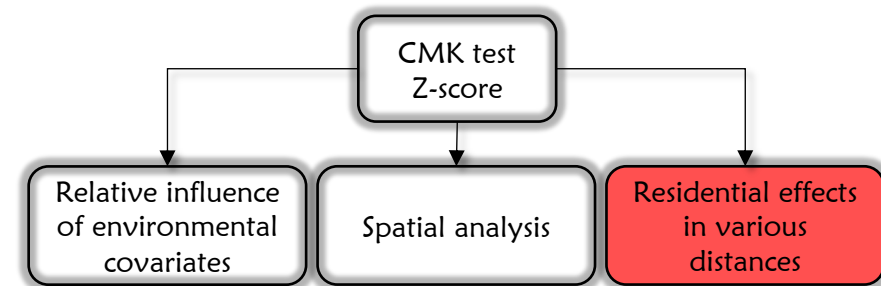 CMK test
Z-score
Relative influence
of environmental
covariates
Spatial analysis
Residential effects
in various
distances